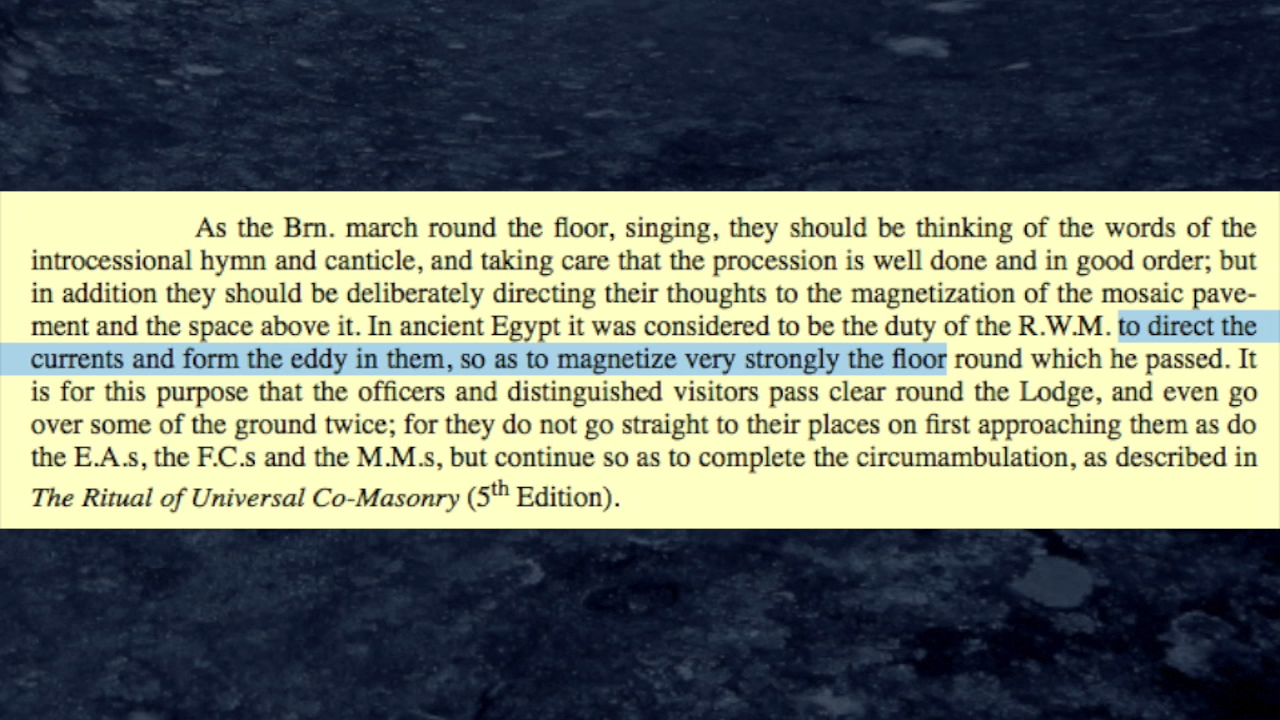 As the Brn. march round the floor, singing, they should be thinking of the words of the
introcessional hymn and canticle, and taking care that the procession is well done and in good order; but
in addition they should be deliberately directing their thoughts to the magnetization of the mosaic pave-
ment and the space above it. In ancient Egypt it was considered to be the duty of the R.W.M. to direct the
currents and form the eddy in them, so as to magnetize very strongly the floor round which he passed. It
is for this purpose that the officers and distinguished visitors pass clear round the Lodge, and even go
over some of the ground twice; for they do not go straight to their places on first approaching them as do
the E.A.s, the F.C.s and the M.M.s, but continue so as to complete the circumambulation, as described in
The Ritual of Universal Co-Masonry (5th Edition).